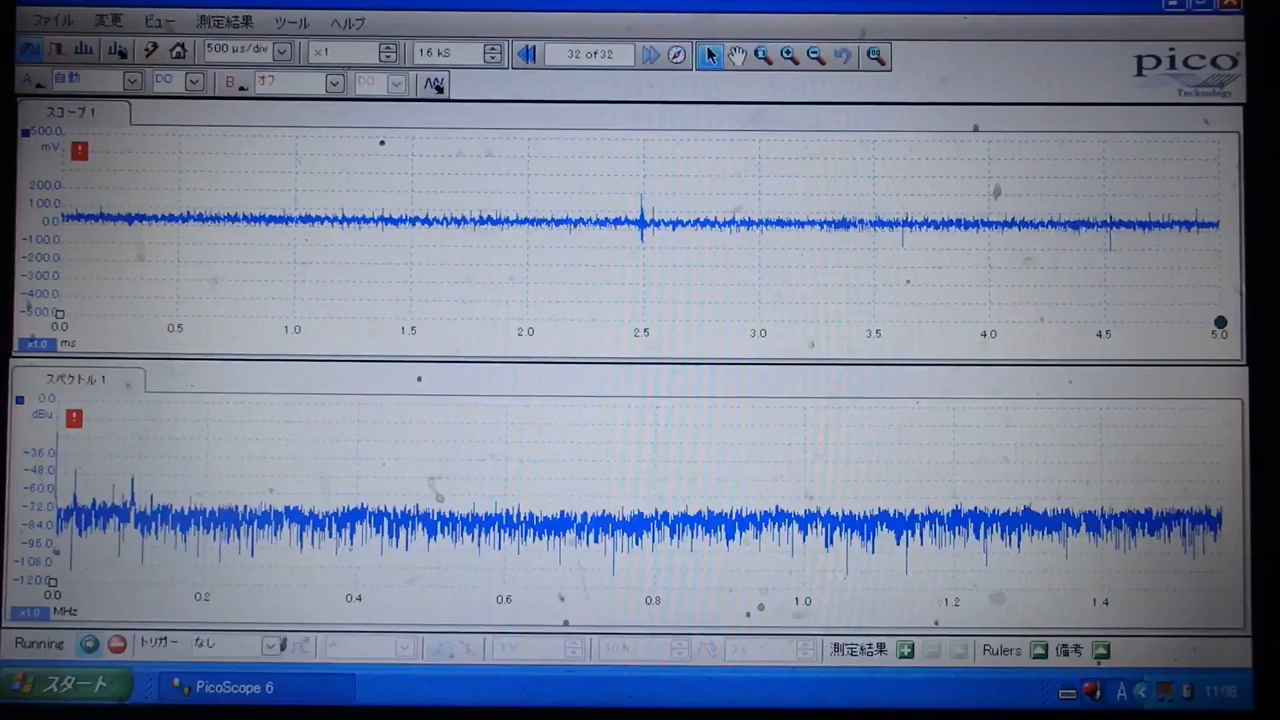 ファイル 変更 ビュー 測定結果 ツール ヘルプ
500 µs/div ×1 16 kS 32 of 32
pico
Technology
A 自動 DC B オフ DC
スコープ 1
500.0
mV
200.0
100.0
0.0
-100.0
-200.0
-300.0
-400.0
-500.0
0.0 0.5 1.0 1.5 2.0 2.5 3.0 3.5 4.0 4.5 5.0
x1.0 ms
スペクトル 1
0.0
dBu
-36.0
-48.0
-60.0
-72.0
-84.0
-96.0
-108.0
-120.0
0.0 0.2 0.4 0.6 0.8 1.0 1.2 1.4
x1.0 MHz
Running トリガー なし A 0 V 測定結果 Rulers 備考
スタート PicoScope 6 A 11:08